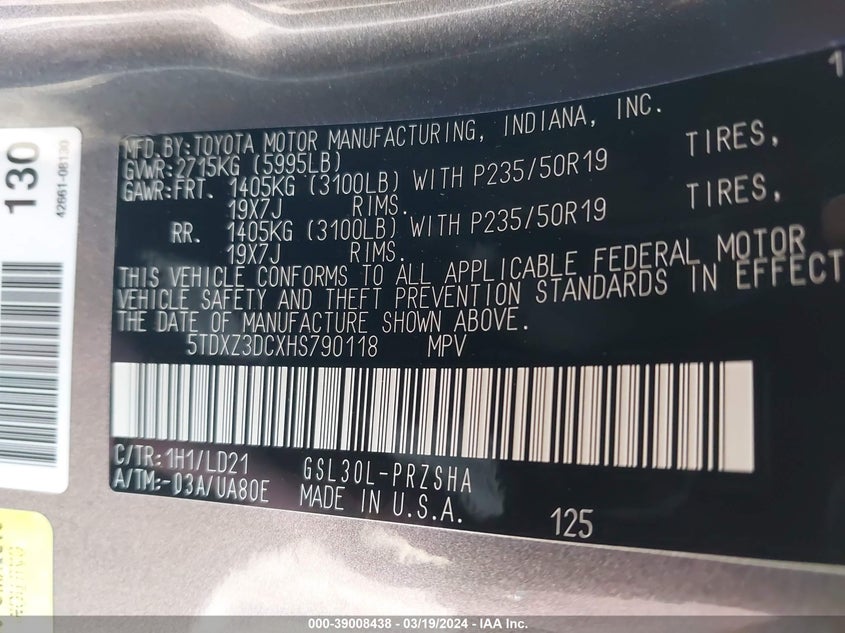 MFD.BY:TOYOTA MOTOR MANUFACTURING, INDIANA, INC.
GVWR:2715KG (5995LB)
GAWR:FRT. 1405KG (3100LB) WITH P235/50R19 TIRES,
19X7J RIMS.
RR. 1405KG (3100LB) WITH P235/50R19 TIRES,
19X7J RIMS.
THIS VEHICLE CONFORMS TO ALL APPLICABLE FEDERAL MOTOR
VEHICLE SAFETY AND THEFT PREVENTION STANDARDS IN EFFECT
THE DATE OF MANUFACTURE SHOWN ABOVE.
5TDXZ3DCXHS790118 MPV
C/TR:1H1/LD21 GSL30L-PRZSHA
A/TM:-03A/UA80E MADE IN U.S.A.
125
130
42661-08130
000-39008438 - 03/19/2024 - IAA Inc.